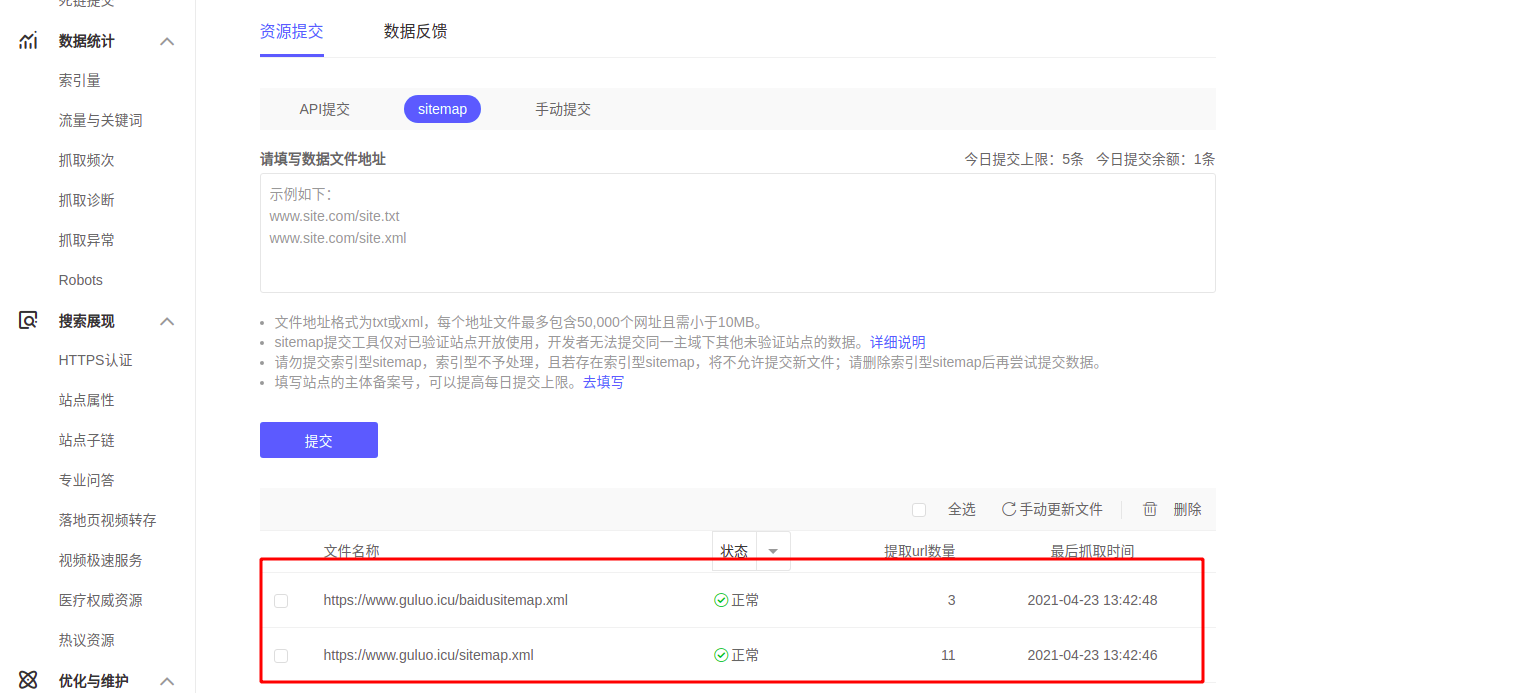 死链提交
数据统计
索引量
流量与关键词
抓取频次
抓取诊断
抓取异常
Robots
搜索展现
HTTPS认证
站点属性
站点子链
专业问答
落地页视频转存
视频极速服务
医疗权威资源
热议资源
优化与维护
资源提交 数据反馈
API提交 sitemap 手动提交
请填写数据文件地址 今日提交上限：5条 今日提交余额：1条
示例如下：
www.site.com/site.txt
www.site.com/site.xml
文件地址格式为txt或xml，每个地址文件最多包含50,000个网址且需小于10MB。
sitemap提交工具仅对已验证站点开放使用，开发者无法提交同一主域下其他未验证站点的数据。详细说明
请勿提交索引型sitemap，索引型不予处理，且若存在索引型sitemap，将不允许提交新文件；请删除索引型sitemap后再尝试提交数据。
填写站点的主体备案号，可以提高每日提交上限。去填写
提交
全选 手动更新文件 删除
文件名称 状态 提取url数量 最后抓取时间
https://www.guluo.icu/baidusitemap.xml 正常 3 2021-04-23 13:42:48
https://www.guluo.icu/sitemap.xml 正常 11 2021-04-23 13:42:46